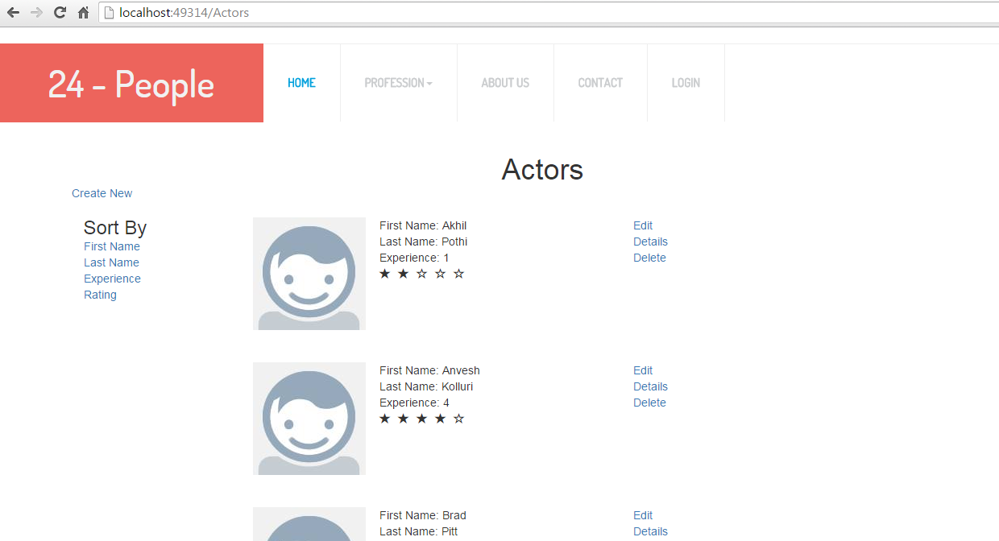 localhost:49314/Actors
24 - People
HOME
PROFESSION
ABOUT US
CONTACT
LOGIN
Actors
Create New
Sort By
First Name
Last Name
Experience
Rating
First Name: Akhil
Last Name: Pothi
Experience: 1
★ ★ ☆ ☆ ☆
Edit
Details
Delete
First Name: Anvesh
Last Name: Kolluri
Experience: 4
★ ★ ★ ★ ☆
Edit
Details
Delete
First Name: Brad
Last Name: Pitt
Edit
Details